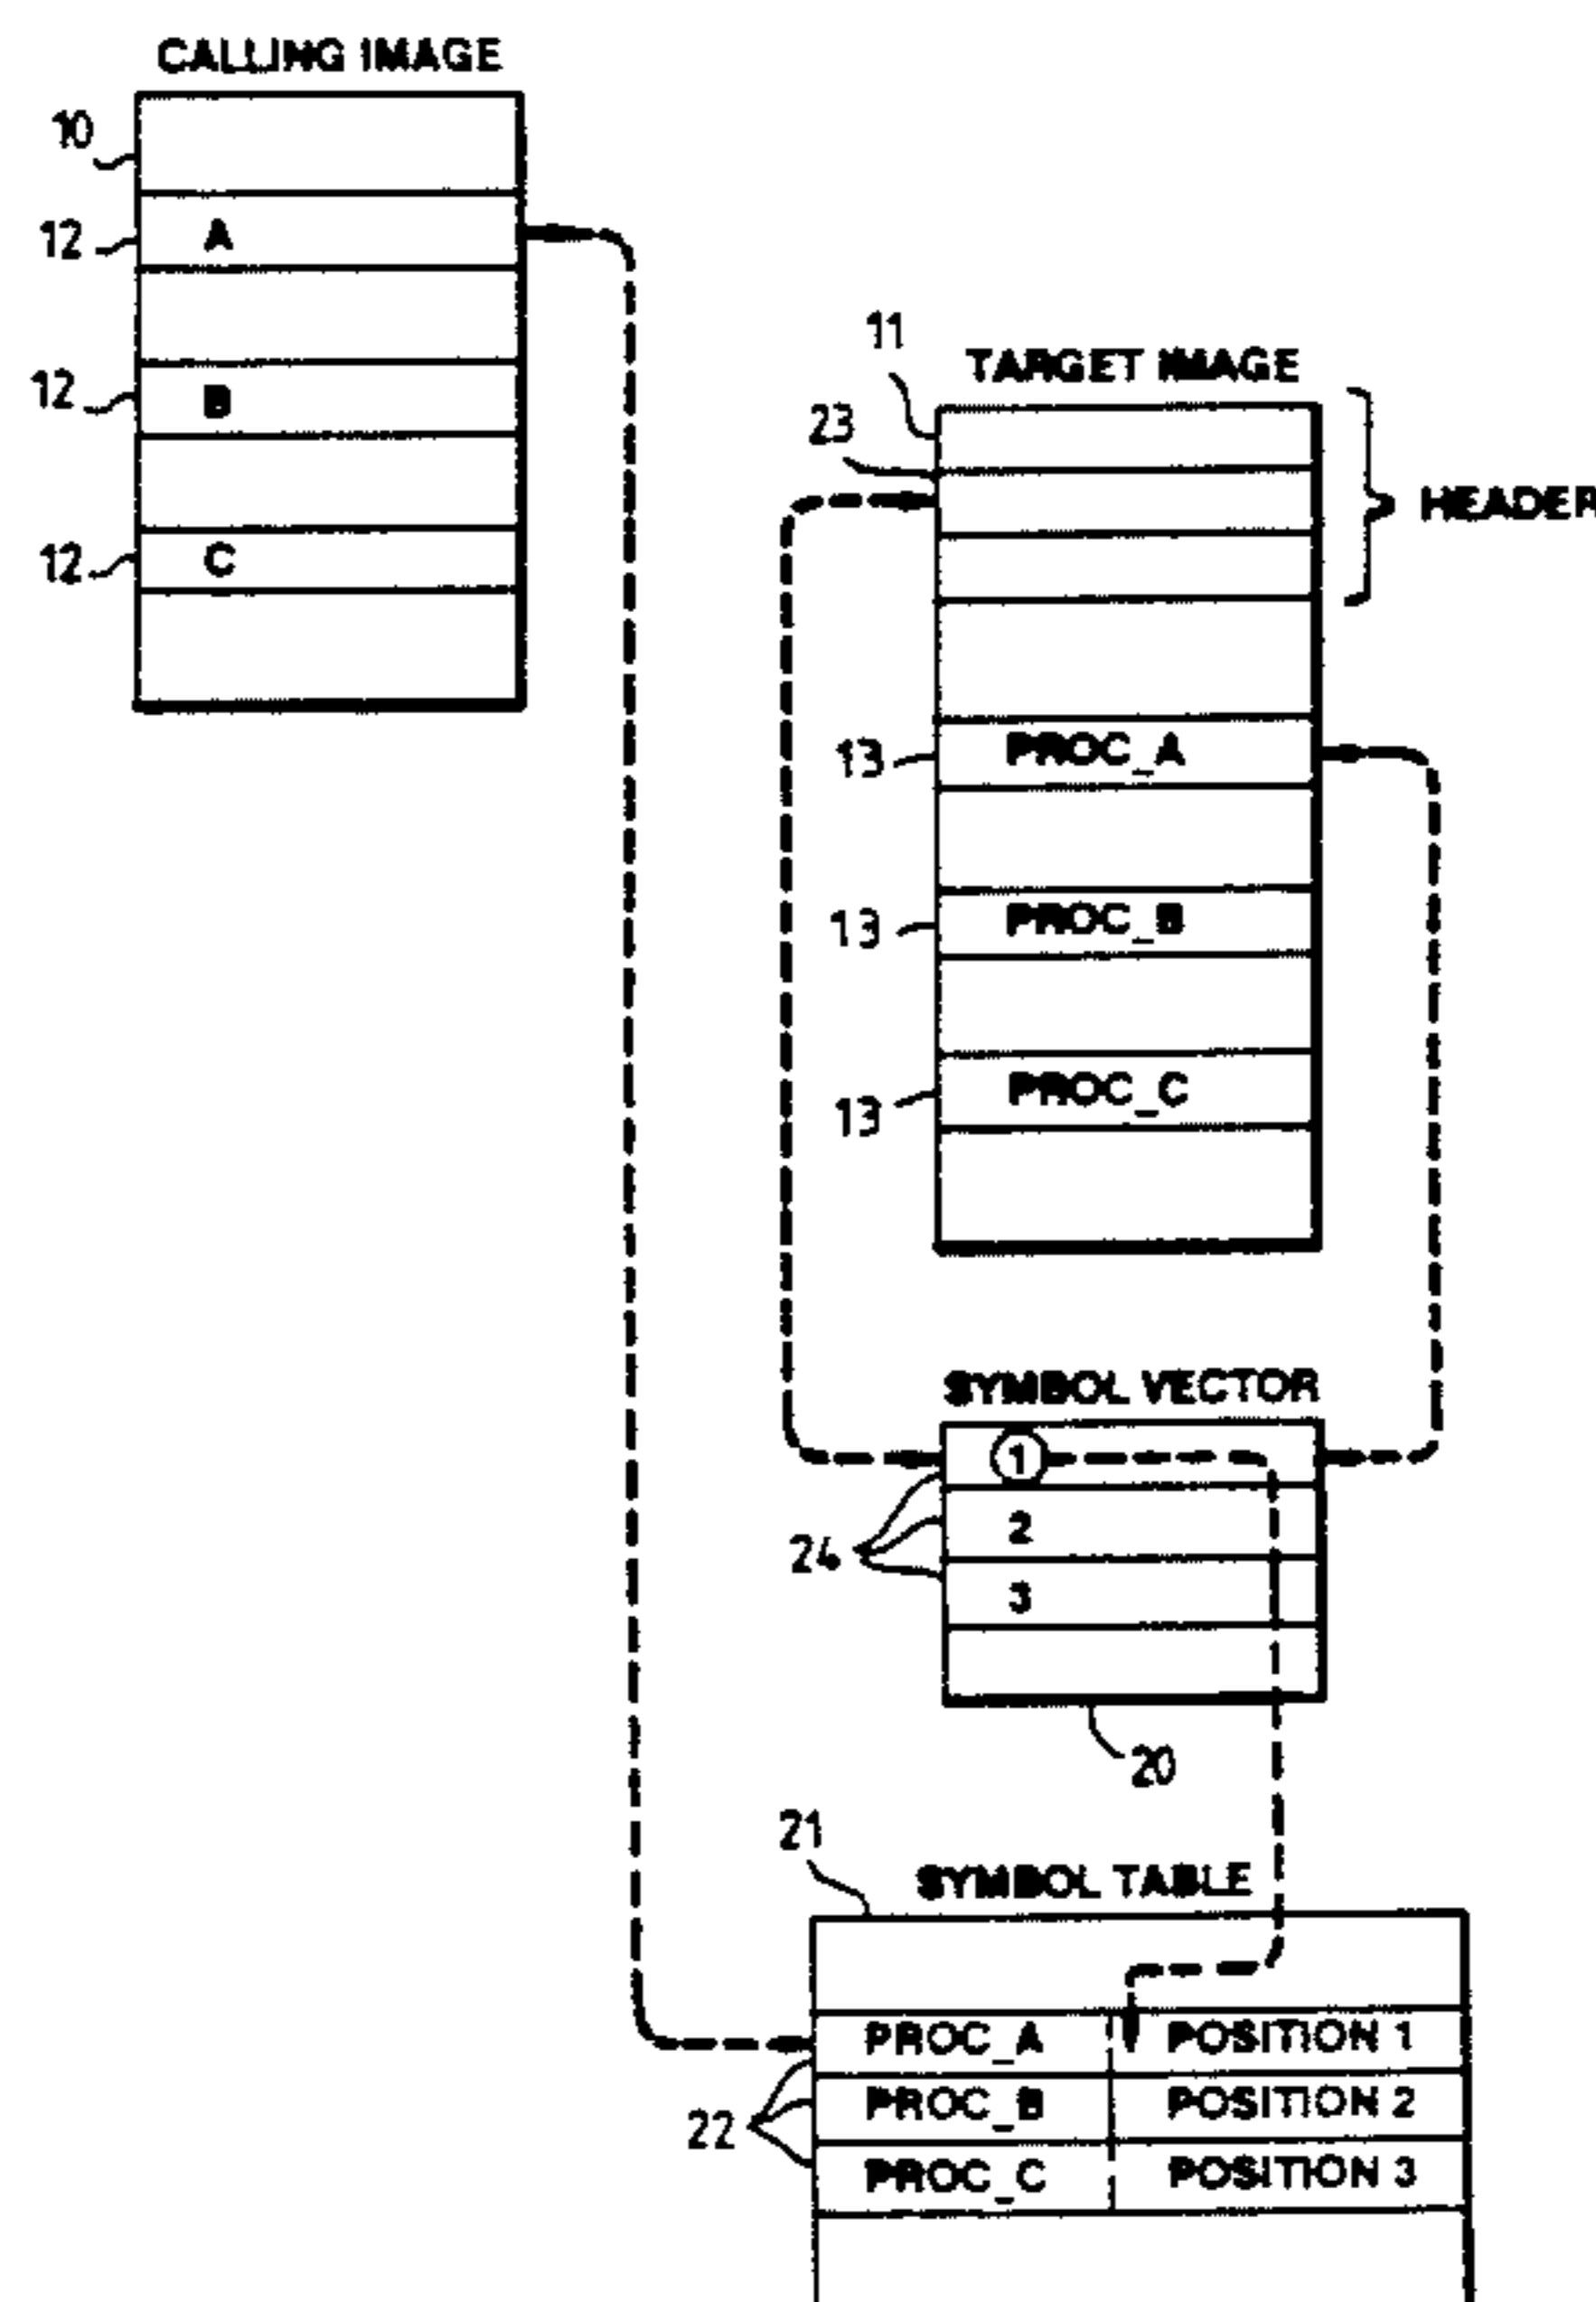 CALLING IMAGE
10
12 A
12 B
12 C
11
TARGET IMAGE
23
HEADER
13 PROC_A
13 PROC_B
13 PROC_C
SYMBOL VECTOR
1
24 2
3
20
21
SYMBOL TABLE
PROC_A POSITION 1
22 PROC_B POSITION 2
PROC_C POSITION 3